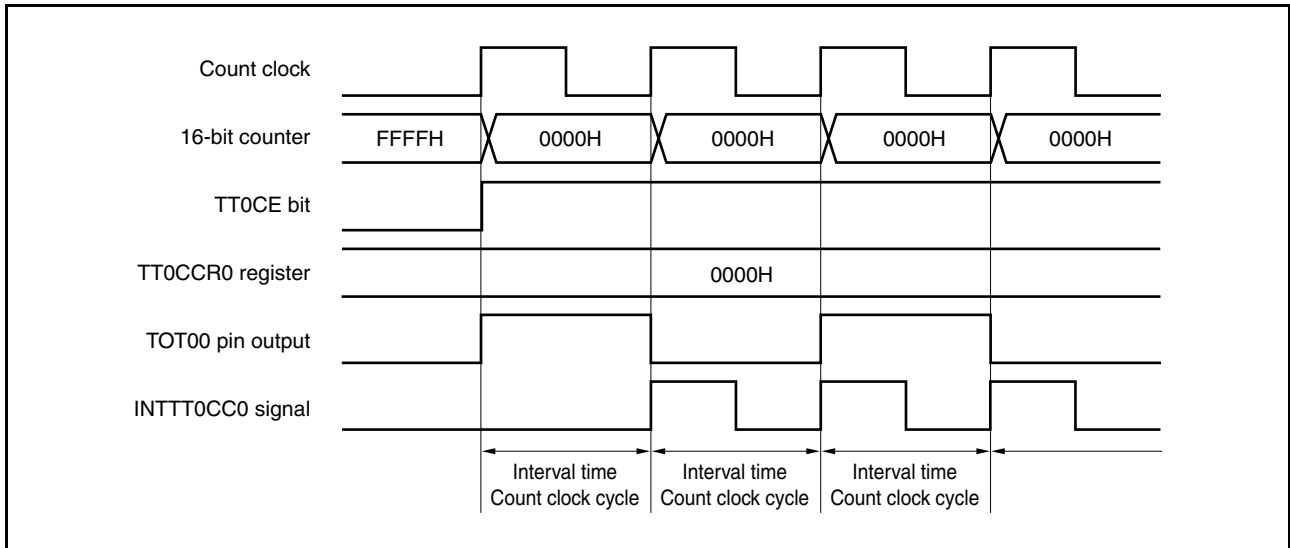 Count clock
16-bit counter FFFFH 0000H 0000H 0000H 0000H
TT0CE bit
TT0CCR0 register 0000H
TOT00 pin output
INTTT0CC0 signal
Interval time Interval time Interval time
Count clock cycle Count clock cycle Count clock cycle